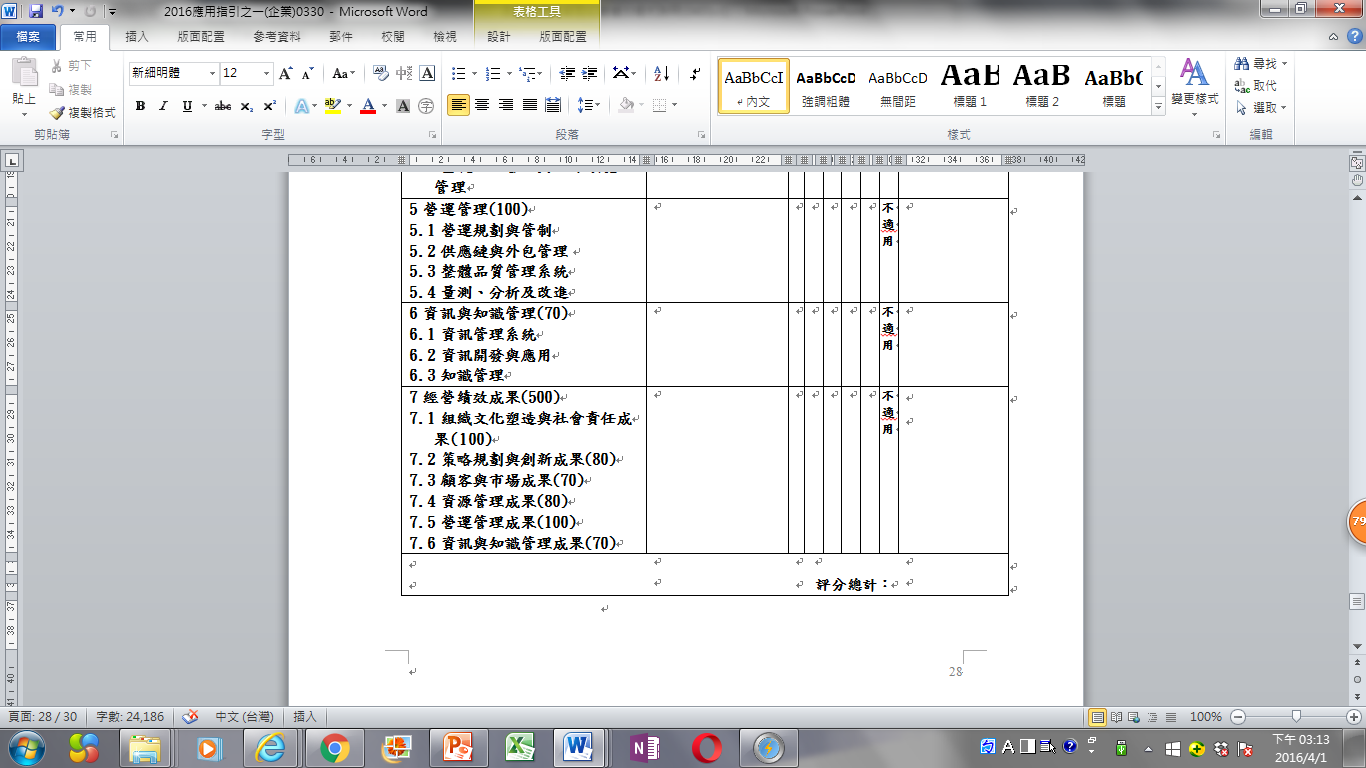 2016應用指引之一(企業)0330 - Microsoft Word
表格工具
檔案 常用 插入 版面配置 參考資料 郵件 校閱 檢視 設計 版面配置
貼上
剪下
複製
複製格式
剪貼簿
新細明體 12
字型
段落
AaBbCcI AaBbCcD AaBbCcD AaBb AaBb AaBbC
內文 強調粗體 無間距 標題 1 標題 2 標題
變更樣式
樣式
尋找
取代
選取
編輯
管理
5 營運管理(100)
5.1 營運規劃與管制
5.2 供應鏈與外包管理
5.3 整體品質管理系統
5.4 量測、分析及改進
不適用
6 資訊與知識管理(70)
6.1 資訊管理系統
6.2 資訊開發與應用
6.3 知識管理
不適用
7 經營績效成果(500)
7.1 組織文化塑造與社會責任成
果(100)
7.2 策略規劃與創新成果(80)
7.3 顧客與市場成果(70)
7.4 資源管理成果(80)
7.5 營運管理成果(100)
7.6 資訊與知識管理成果(70)
不適用
評分總計：
28
79
頁面: 28 / 30 字數: 24,186 中文 (台灣) 插入 100%
下午 03:13
2016/4/1